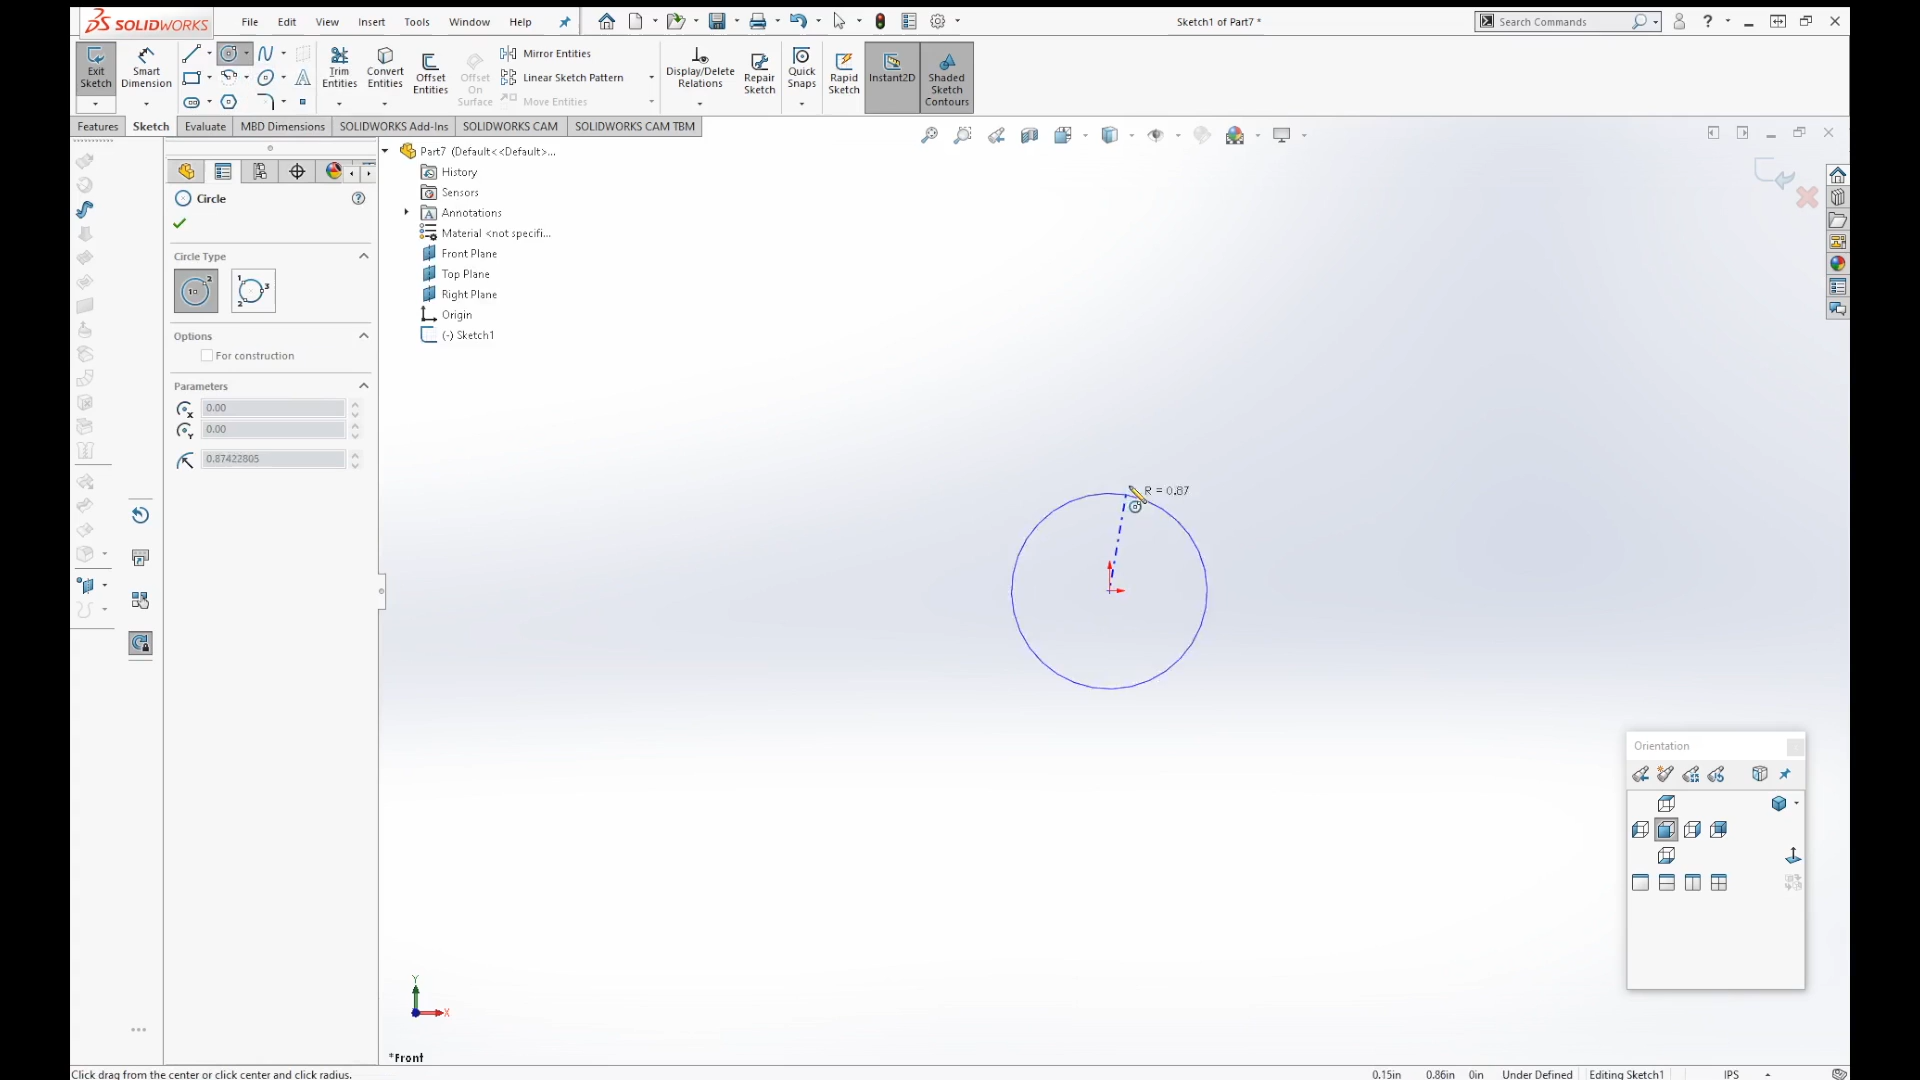 SOLIDWORKS
File
Edit
View
Insert
Tools
Window
Help
Sketch1 of Part7 *
Search Commands
?
Exit Sketch
Smart Dimension
Trim Entities
Convert Entities
Offset Entities
Offset On Surface
Mirror Entities
Linear Sketch Pattern
Move Entities
Display/Delete Relations
Repair Sketch
Quick Snaps
Rapid Sketch
Instant2D
Shaded Sketch Contours
Features
Sketch
Evaluate
MBD Dimensions
SOLIDWORKS Add-Ins
SOLIDWORKS CAM
SOLIDWORKS CAM TBM
Part7 (Default<<Default>...
History
Sensors
Annotations
Material <not specifi...
Front Plane
Top Plane
Right Plane
Origin
(-) Sketch1
Circle
Circle Type
Options
For construction
Parameters
0.00
0.00
0.87422805
R = 0.87
Orientation
Y
X
*Front
Click drag from the center or click center and click radius.
0.15in
0.86in
0in
Under Defined
Editing Sketch1
IPS